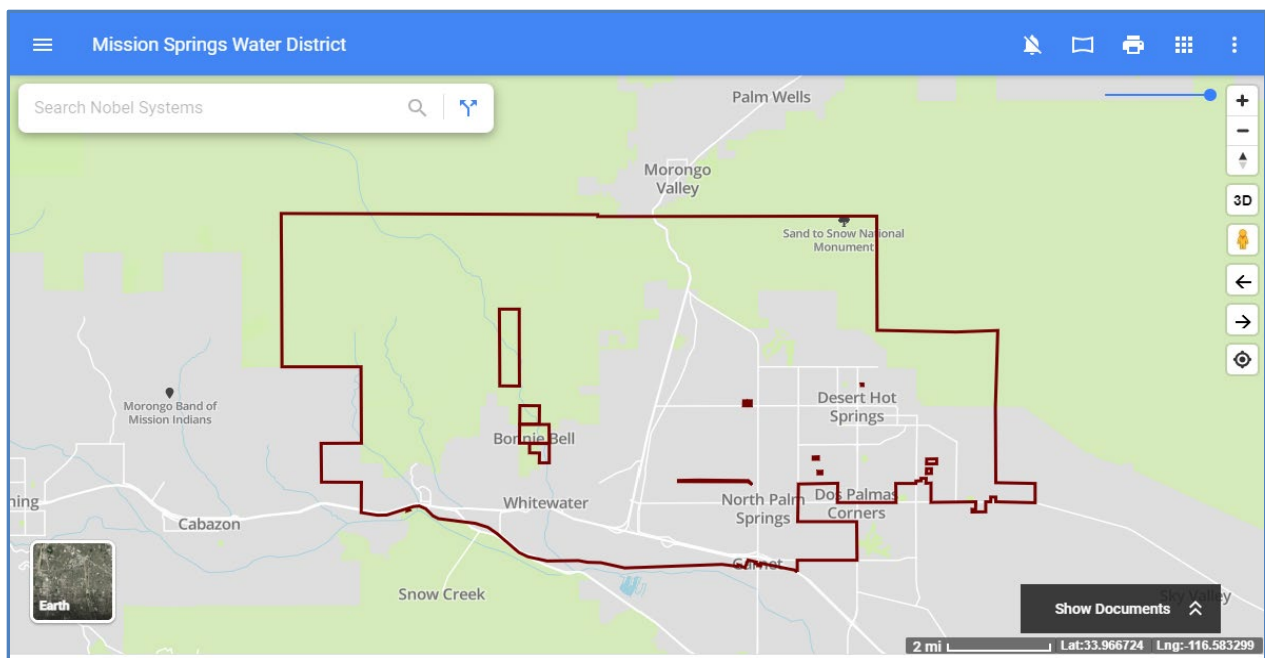 Mission Springs Water District
Search Nobel Systems
Palm Wells
Morongo
Valley
3D
Sand to Snow National
Monument
Morongo Band of
Mission Indians
Desert Hot
Springs
Bonnie Bell
Whitewater
North Palm
Springs
Dos Palmas
Corners
ning
Cabazon
Garnet
Snow Creek
Earth
Sky Valley
Show Documents
2 mi
Lat:33.966724
Lng:-116.583299